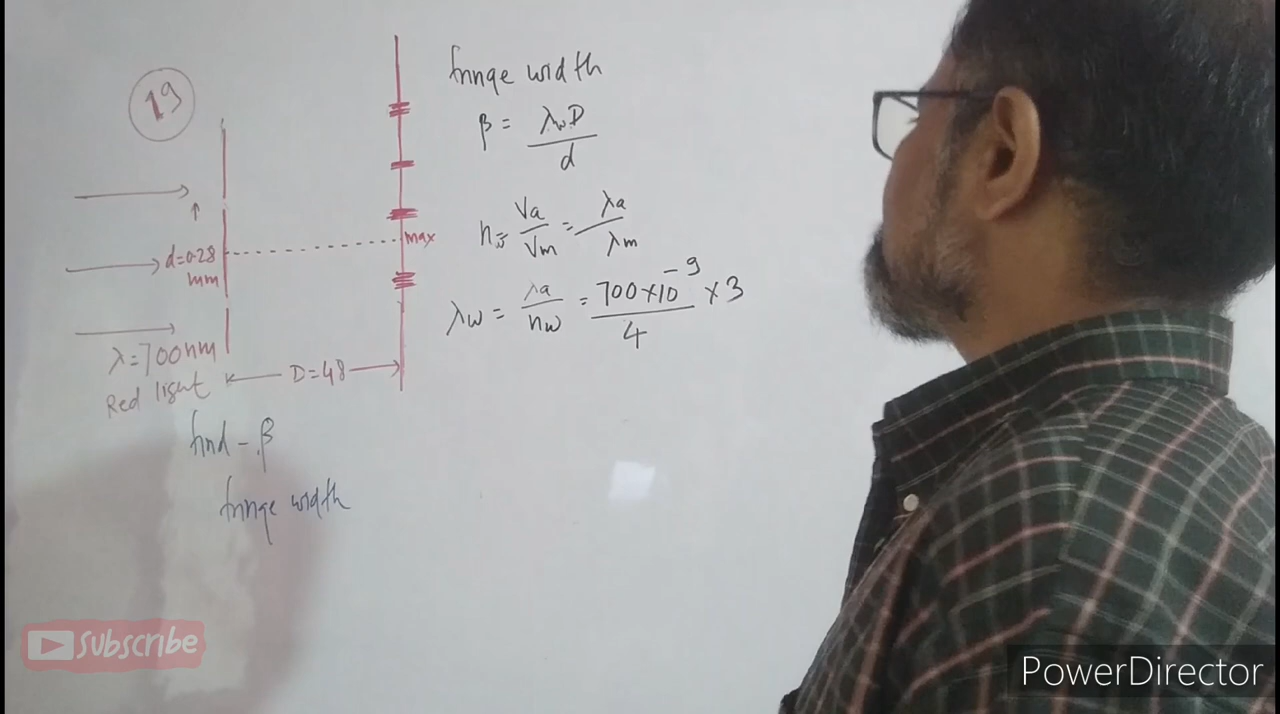 19
d=0.28
mm
λ=700nm
Red light
max
D=48
find - β
fringe width
fringe width
β = λwD/d
nw = Va/Vm = λa/λm
λw = λa/nw = 700×10⁻⁹/4 ×3
Subscribe
PowerDirector